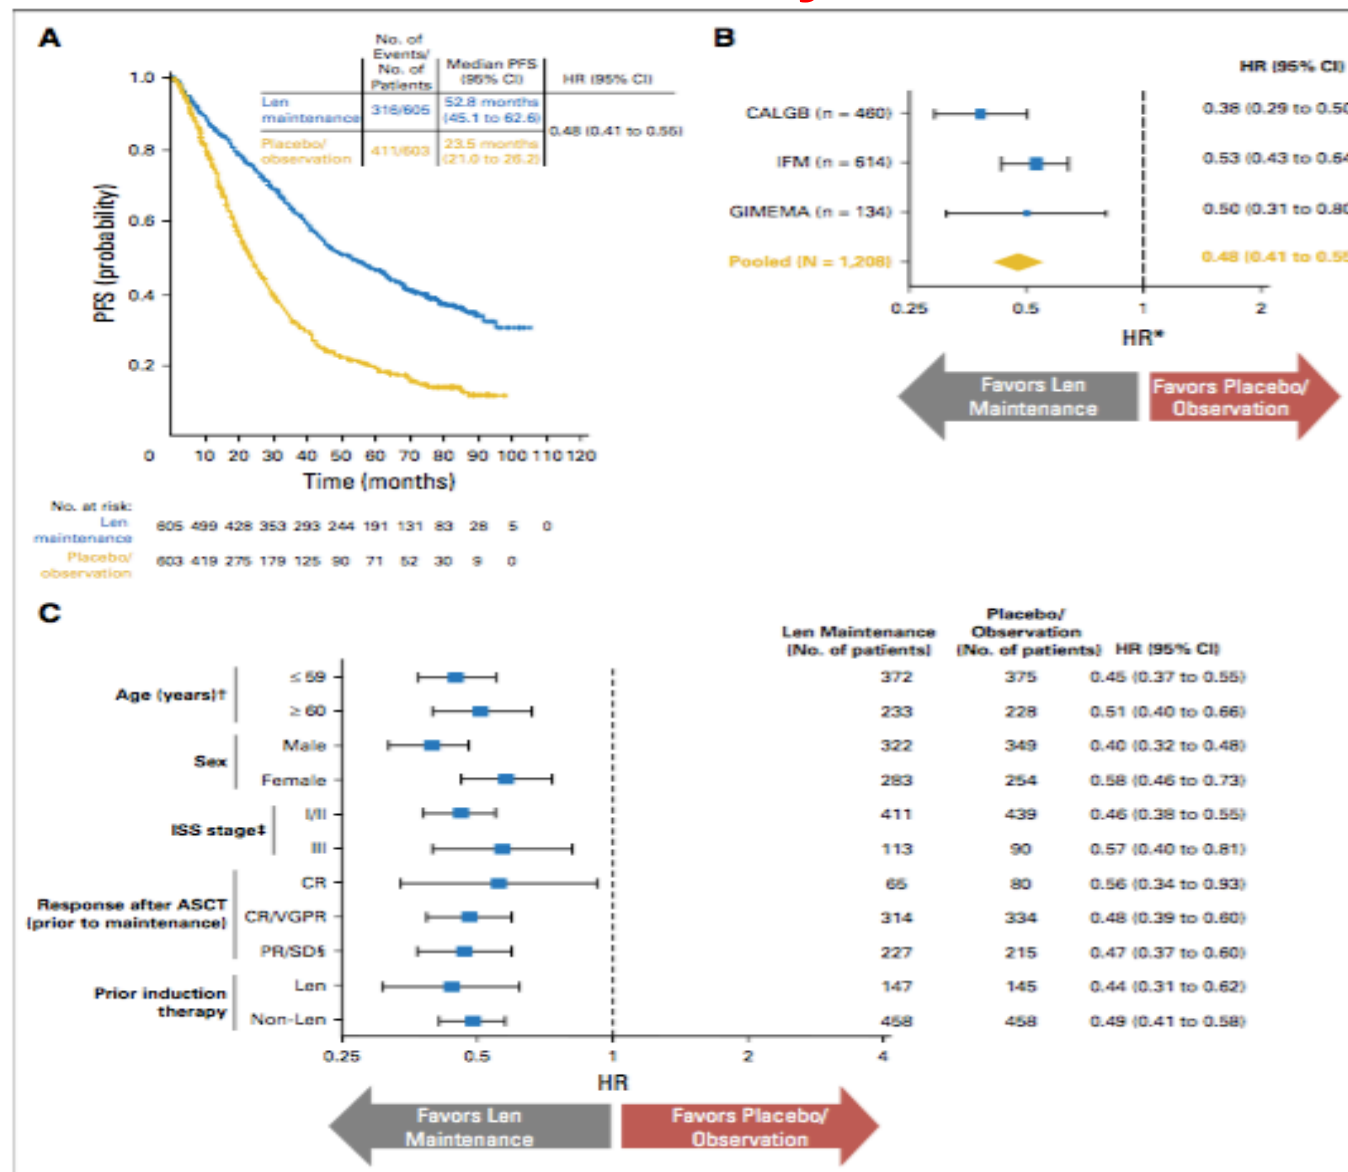 A
No. of Events/ No. of Patients
Median PFS (95% CI)
HR (95% CI)
Len maintenance 316/605 52.8 months (45.1 to 62.6)
0.48 (0.41 to 0.55)
Placebo/ observation 411/603 23.5 months (21.0 to 26.2)
PFS (probability)
1.0
0.8
0.6
0.4
0.2
0 10 20 30 40 50 60 70 80 90 100 110 120
Time (months)
No. at risk:
Len maintenance 605 499 428 353 293 244 191 131 83 28 5 0
Placebo/ observation 603 419 275 179 125 90 71 52 30 9 0
B
HR (95% CI)
CALGB (n = 460) 0.38 (0.29 to 0.50
IFM (n = 614) 0.53 (0.43 to 0.64
GIMEMA (n = 134) 0.50 (0.31 to 0.80
Pooled (N = 1,208) 0.48 (0.41 to 0.55
0.25 0.5 1 2
HR*
Favors Len Maintenance
Favors Placebo/ Observation
C
Len Maintenance (No. of patients)
Placebo/ Observation (No. of patients)
HR (95% CI)
Age (years)†
≤ 59 372 375 0.45 (0.37 to 0.55)
≥ 60 233 228 0.51 (0.40 to 0.66)
Sex
Male 322 349 0.40 (0.32 to 0.48)
Female 283 254 0.58 (0.46 to 0.73)
ISS stage‡
I/II 411 439 0.46 (0.38 to 0.55)
III 113 90 0.57 (0.40 to 0.81)
Response after ASCT (prior to maintenance)
CR 65 80 0.56 (0.34 to 0.93)
CR/VGPR 314 334 0.48 (0.39 to 0.60)
PR/SD§ 227 215 0.47 (0.37 to 0.60)
Prior induction therapy
Len 147 145 0.44 (0.31 to 0.62)
Non-Len 458 458 0.49 (0.41 to 0.58)
0.25 0.5 1 2 4
HR
Favors Len Maintenance
Favors Placebo/ Observation